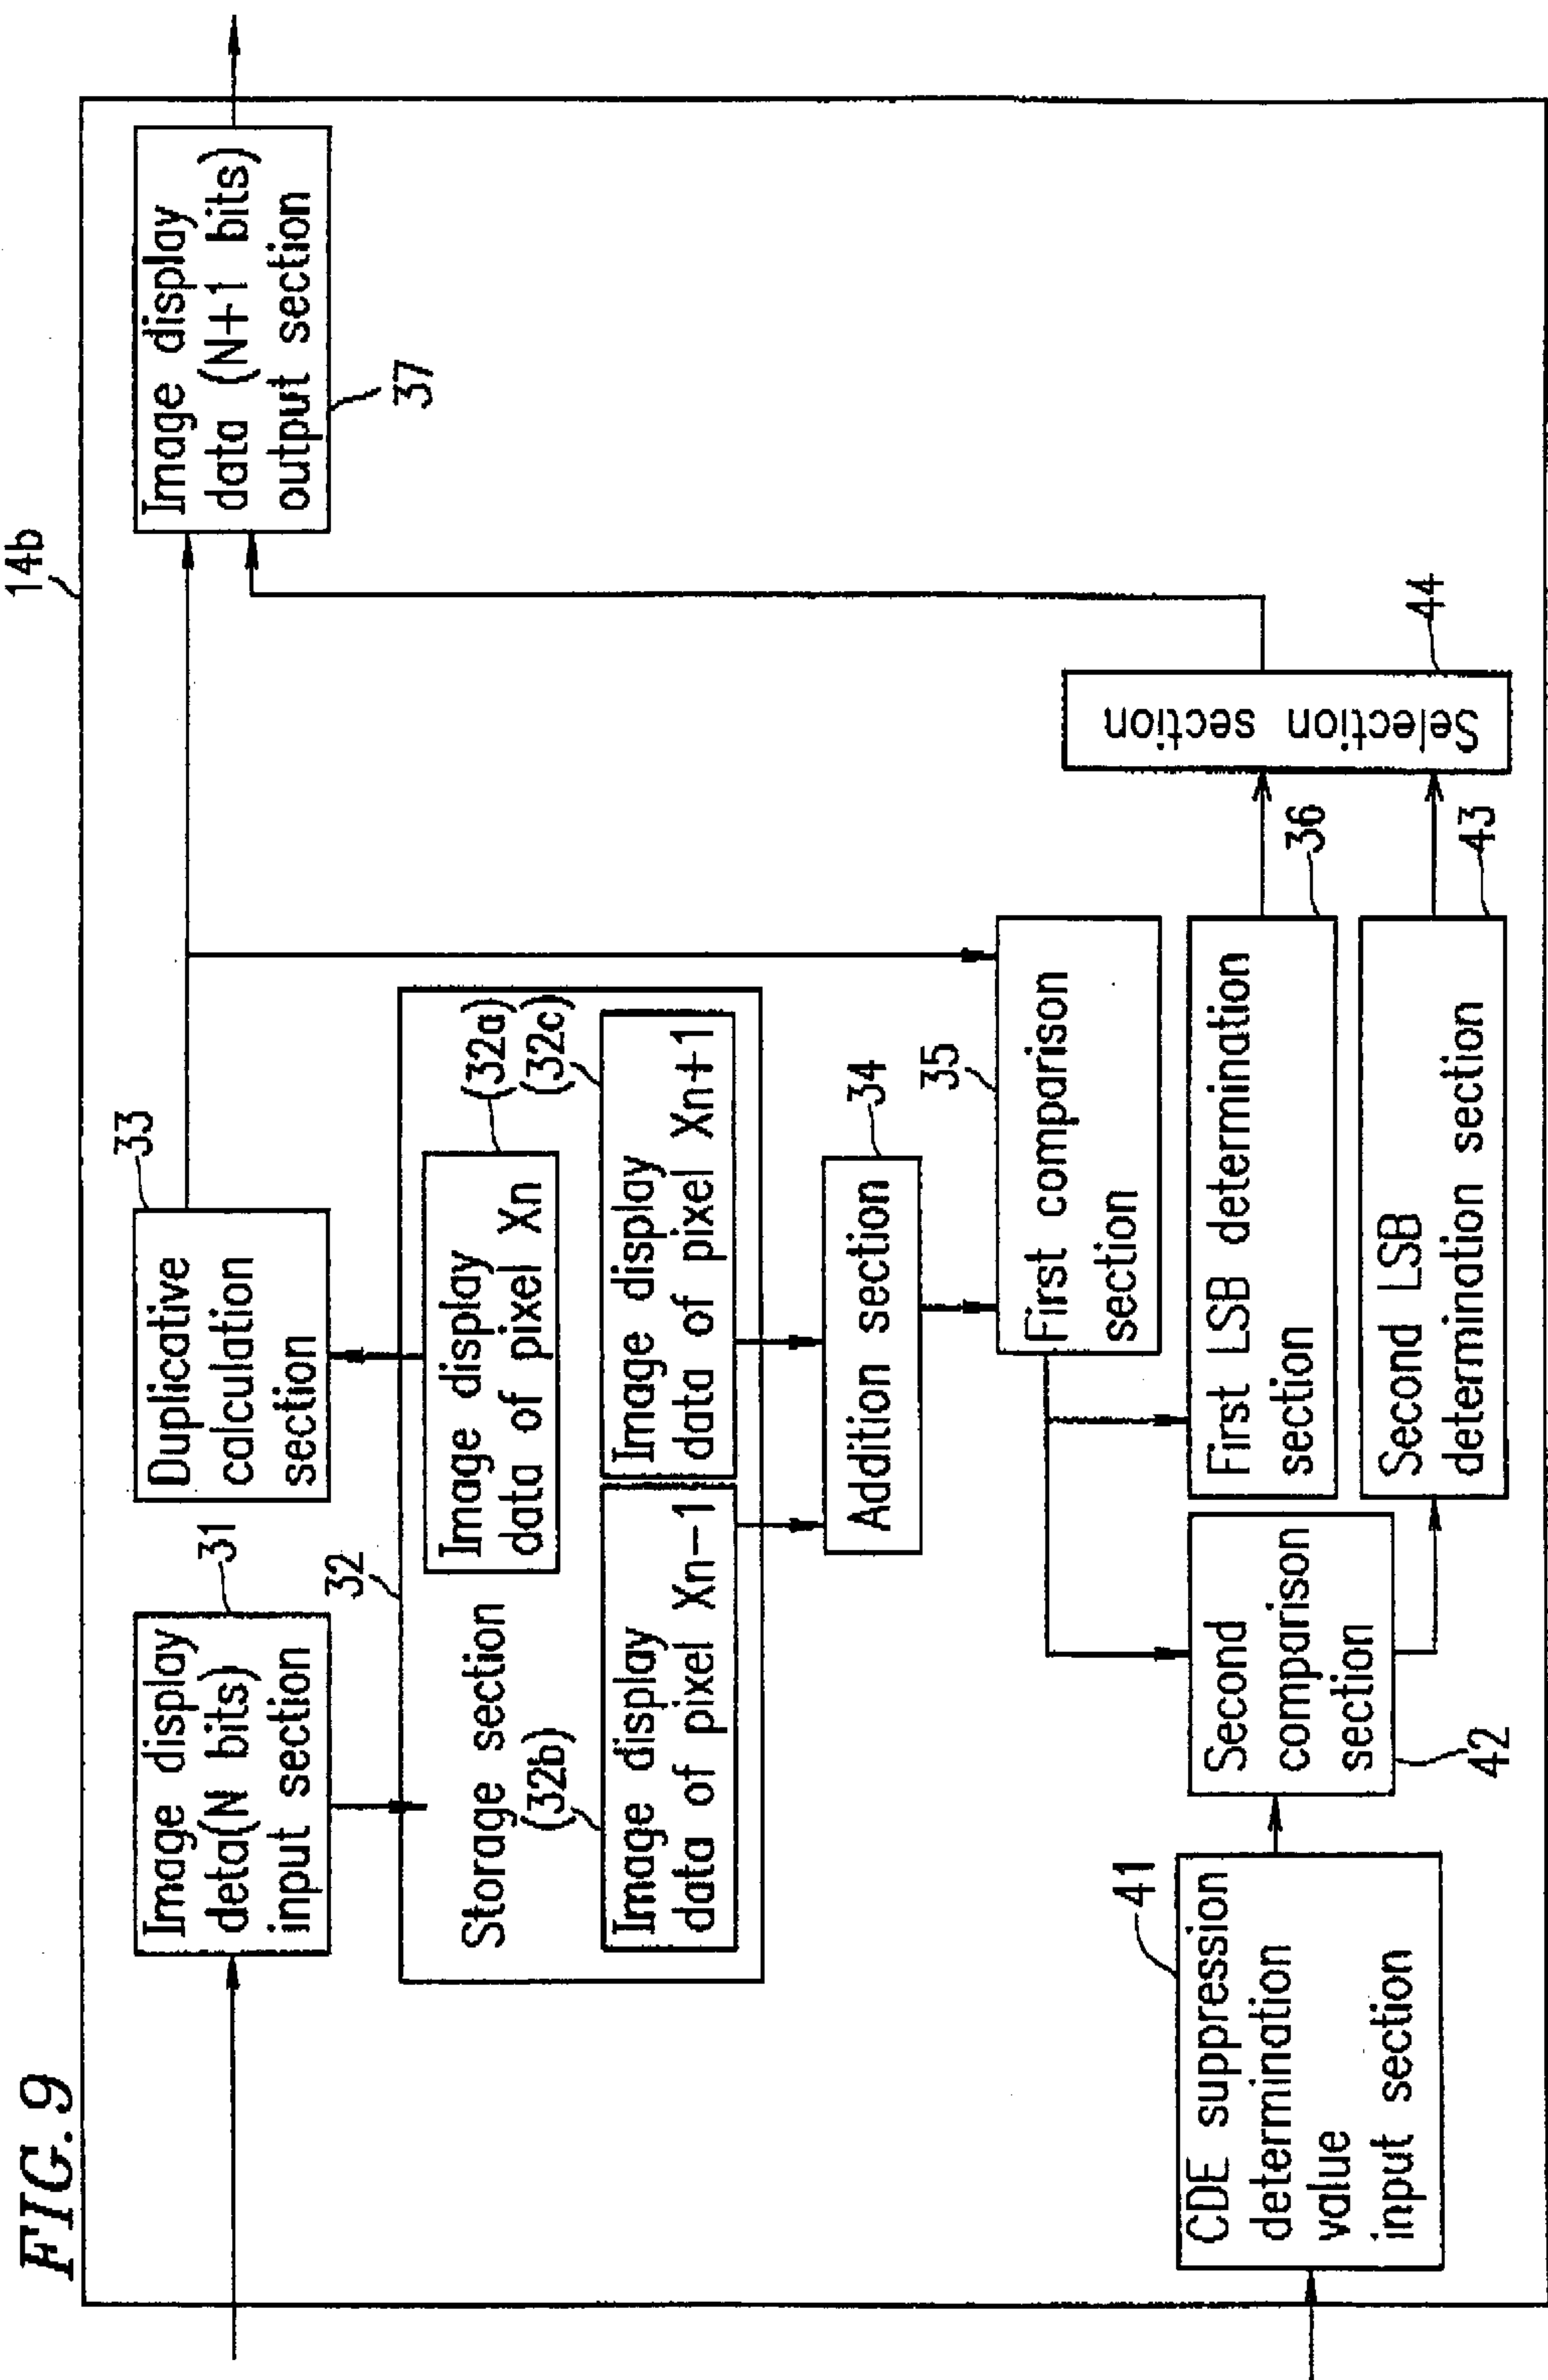 FIG. 9
14b
Image display
deta(N bits)
input section
31
Duplicative
calculation
section
33
Image display
data (N+1 bits)
output section
37
32
Storage section
Image display
data of pixel Xn
(32a)
(32b)
Image display
data of pixel Xn-1
(32c)
Image display
data of pixel Xn+1
Addition section
34
35
First comparison
section
CDE suppression
determination
value
input section
41
Second
comparison
section
42
First LSB determination
section
36
Second LSB
determination section
43
Selection section
44